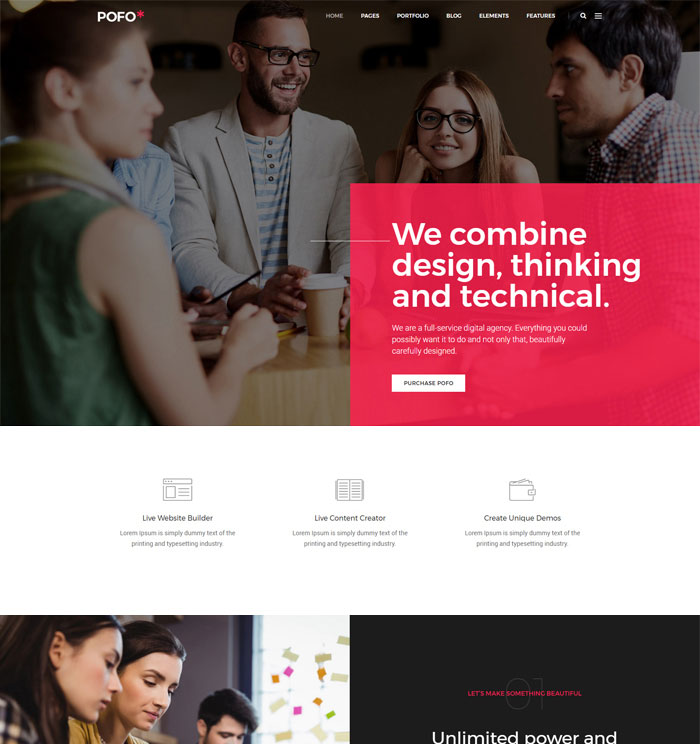 POFO*
HOME PAGES PORTFOLIO BLOG ELEMENTS FEATURES
We combine
design, thinking
and technical.
We are a full-service digital agency. Everything you could
possibly want it to do and not only that, beautifully
carefully designed.
PURCHASE POFO
Live Website Builder
Lorem Ipsum is simply dummy text of the
printing and typesetting industry.
Live Content Creator
Lorem Ipsum is simply dummy text of the
printing and typesetting industry.
Create Unique Demos
Lorem Ipsum is simply dummy text of the
printing and typesetting industry.
01
LET'S MAKE SOMETHING BEAUTIFUL
Unlimited power and